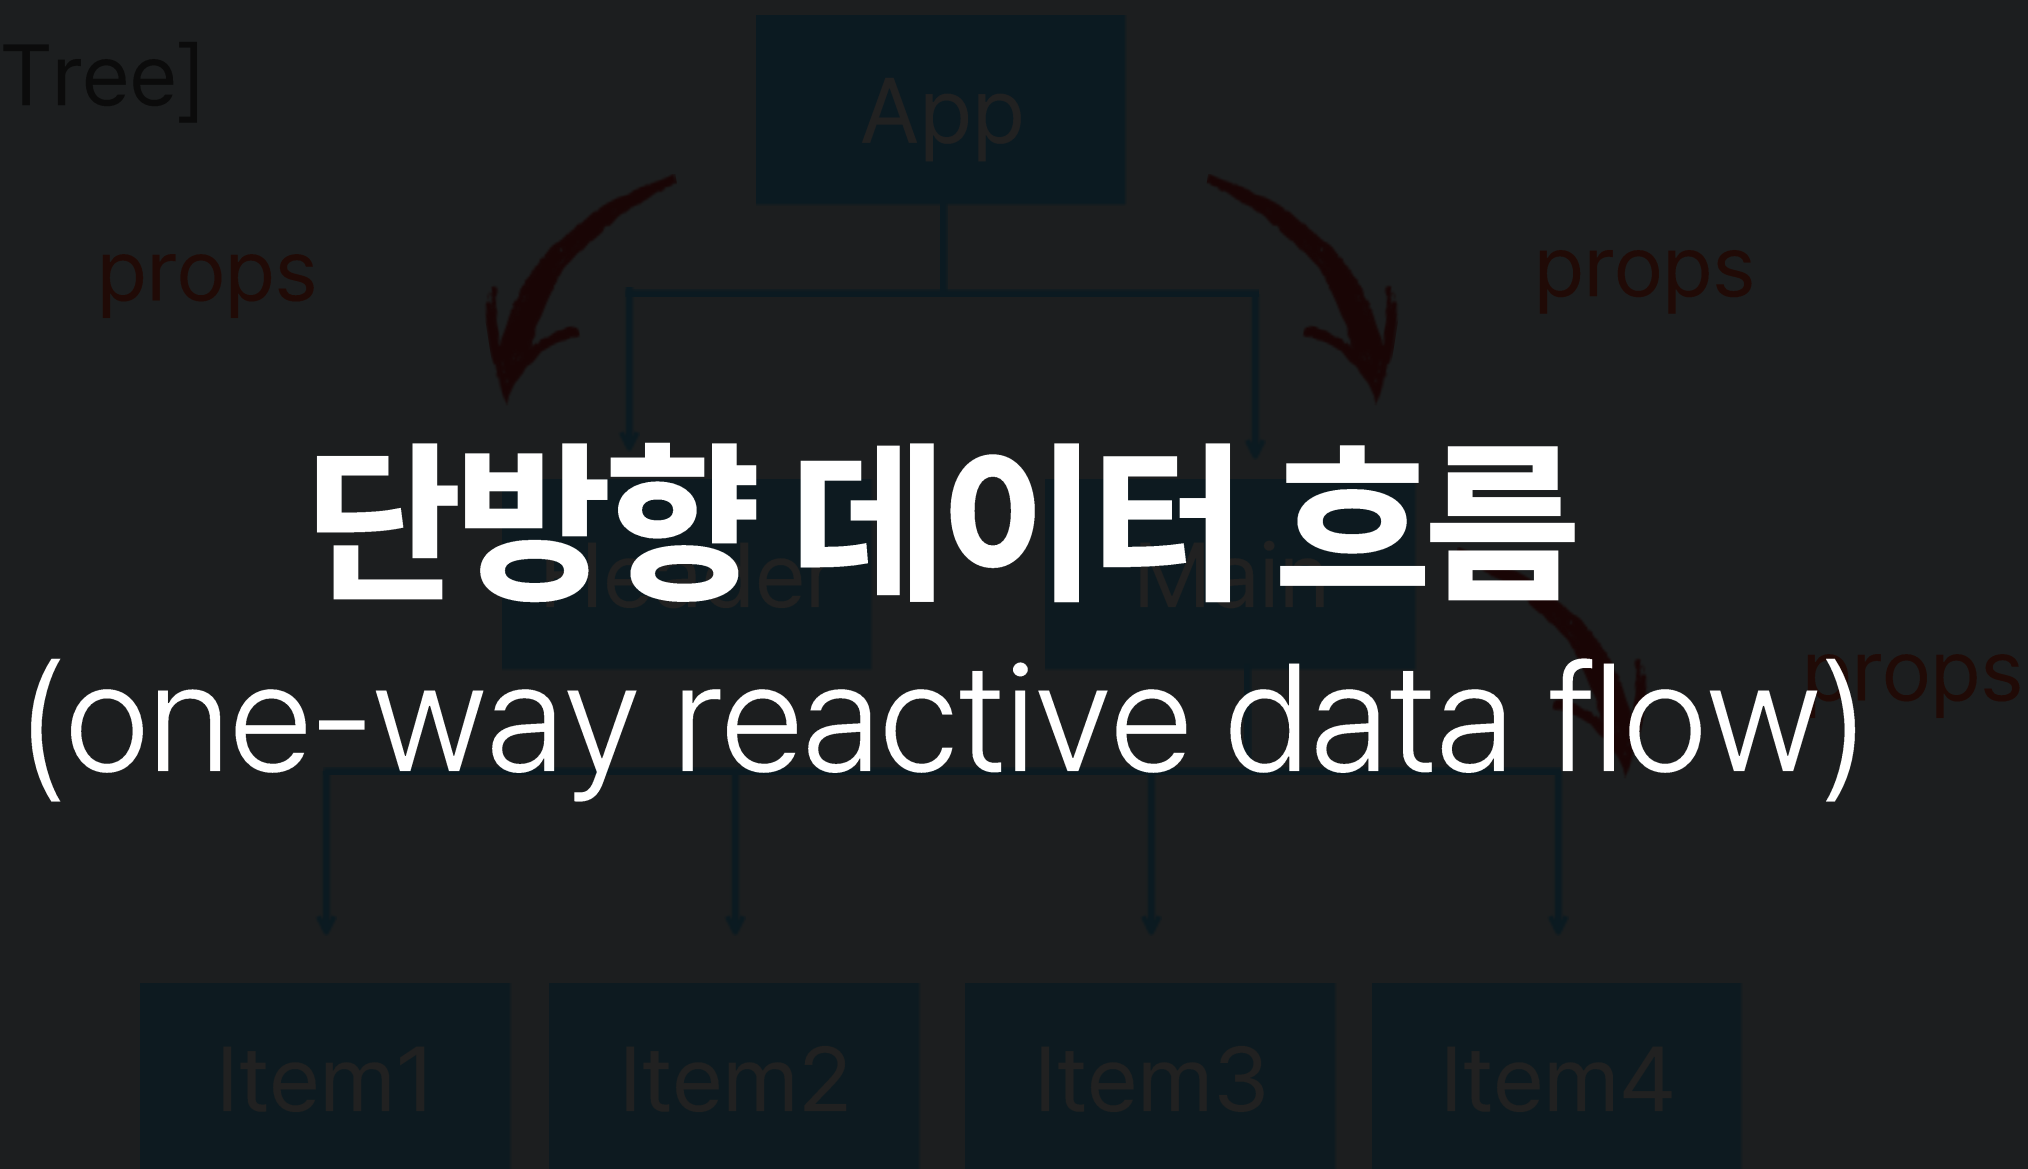 Tree]
App
props
props
단방향 데이터 흐름
Header
Main
(one-way reactive data flow)
props
Item1
Item2
Item3
Item4